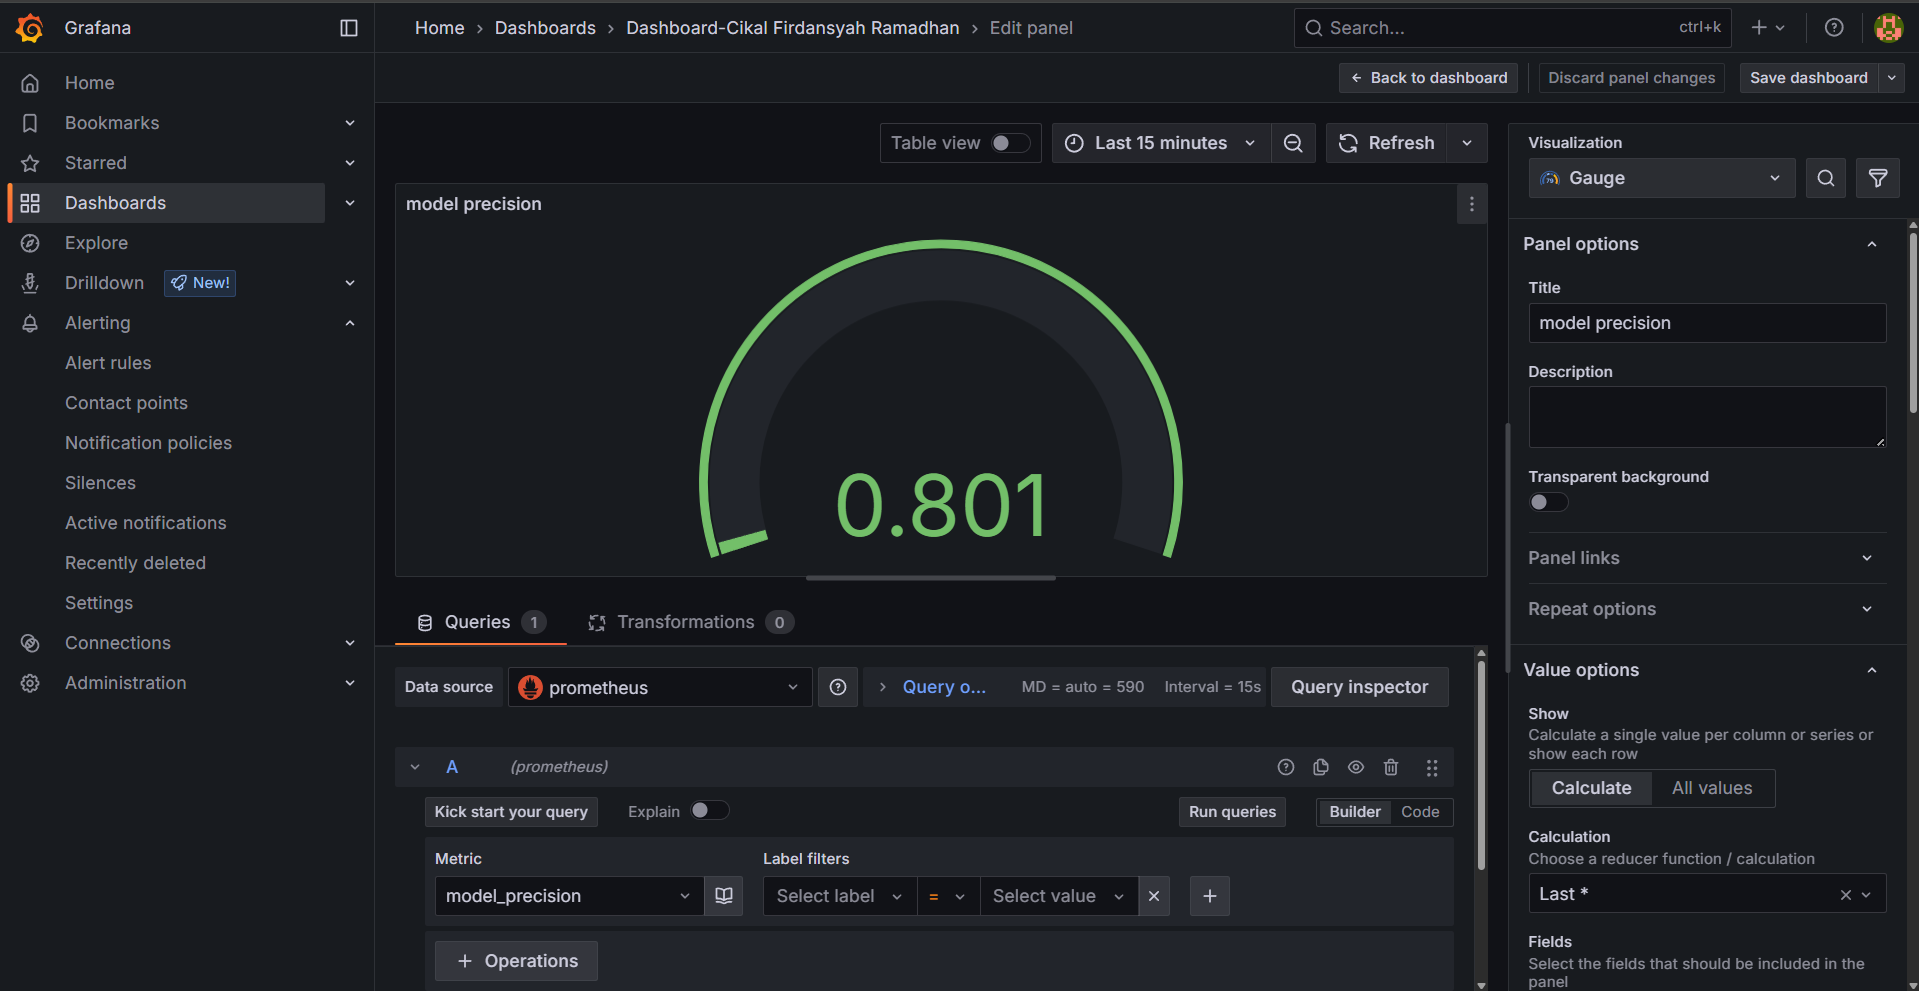 Grafana
Home › Dashboards › Dashboard-Cikal Firdansyah Ramadhan › Edit panel
Search...
ctrl+k
Back to dashboard
Discard panel changes
Save dashboard
Home
Bookmarks
Starred
Dashboards
Explore
Drilldown
New!
Alerting
Alert rules
Contact points
Notification policies
Silences
Active notifications
Recently deleted
Settings
Connections
Administration
Table view
Last 15 minutes
Refresh
model precision
0.801
Queries 1
Transformations 0
Data source
prometheus
Query o...
MD = auto = 590
Interval = 15s
Query inspector
A
(prometheus)
Kick start your query
Explain
Run queries
Builder
Code
Metric
Label filters
model_precision
Select label
=
Select value
+ Operations
Visualization
79
Gauge
Panel options
Title
model precision
Description
Transparent background
Panel links
Repeat options
Value options
Show
Calculate a single value per column or series or
show each row
Calculate
All values
Calculation
Choose a reducer function / calculation
Last *
Fields
Select the fields that should be included in the
panel